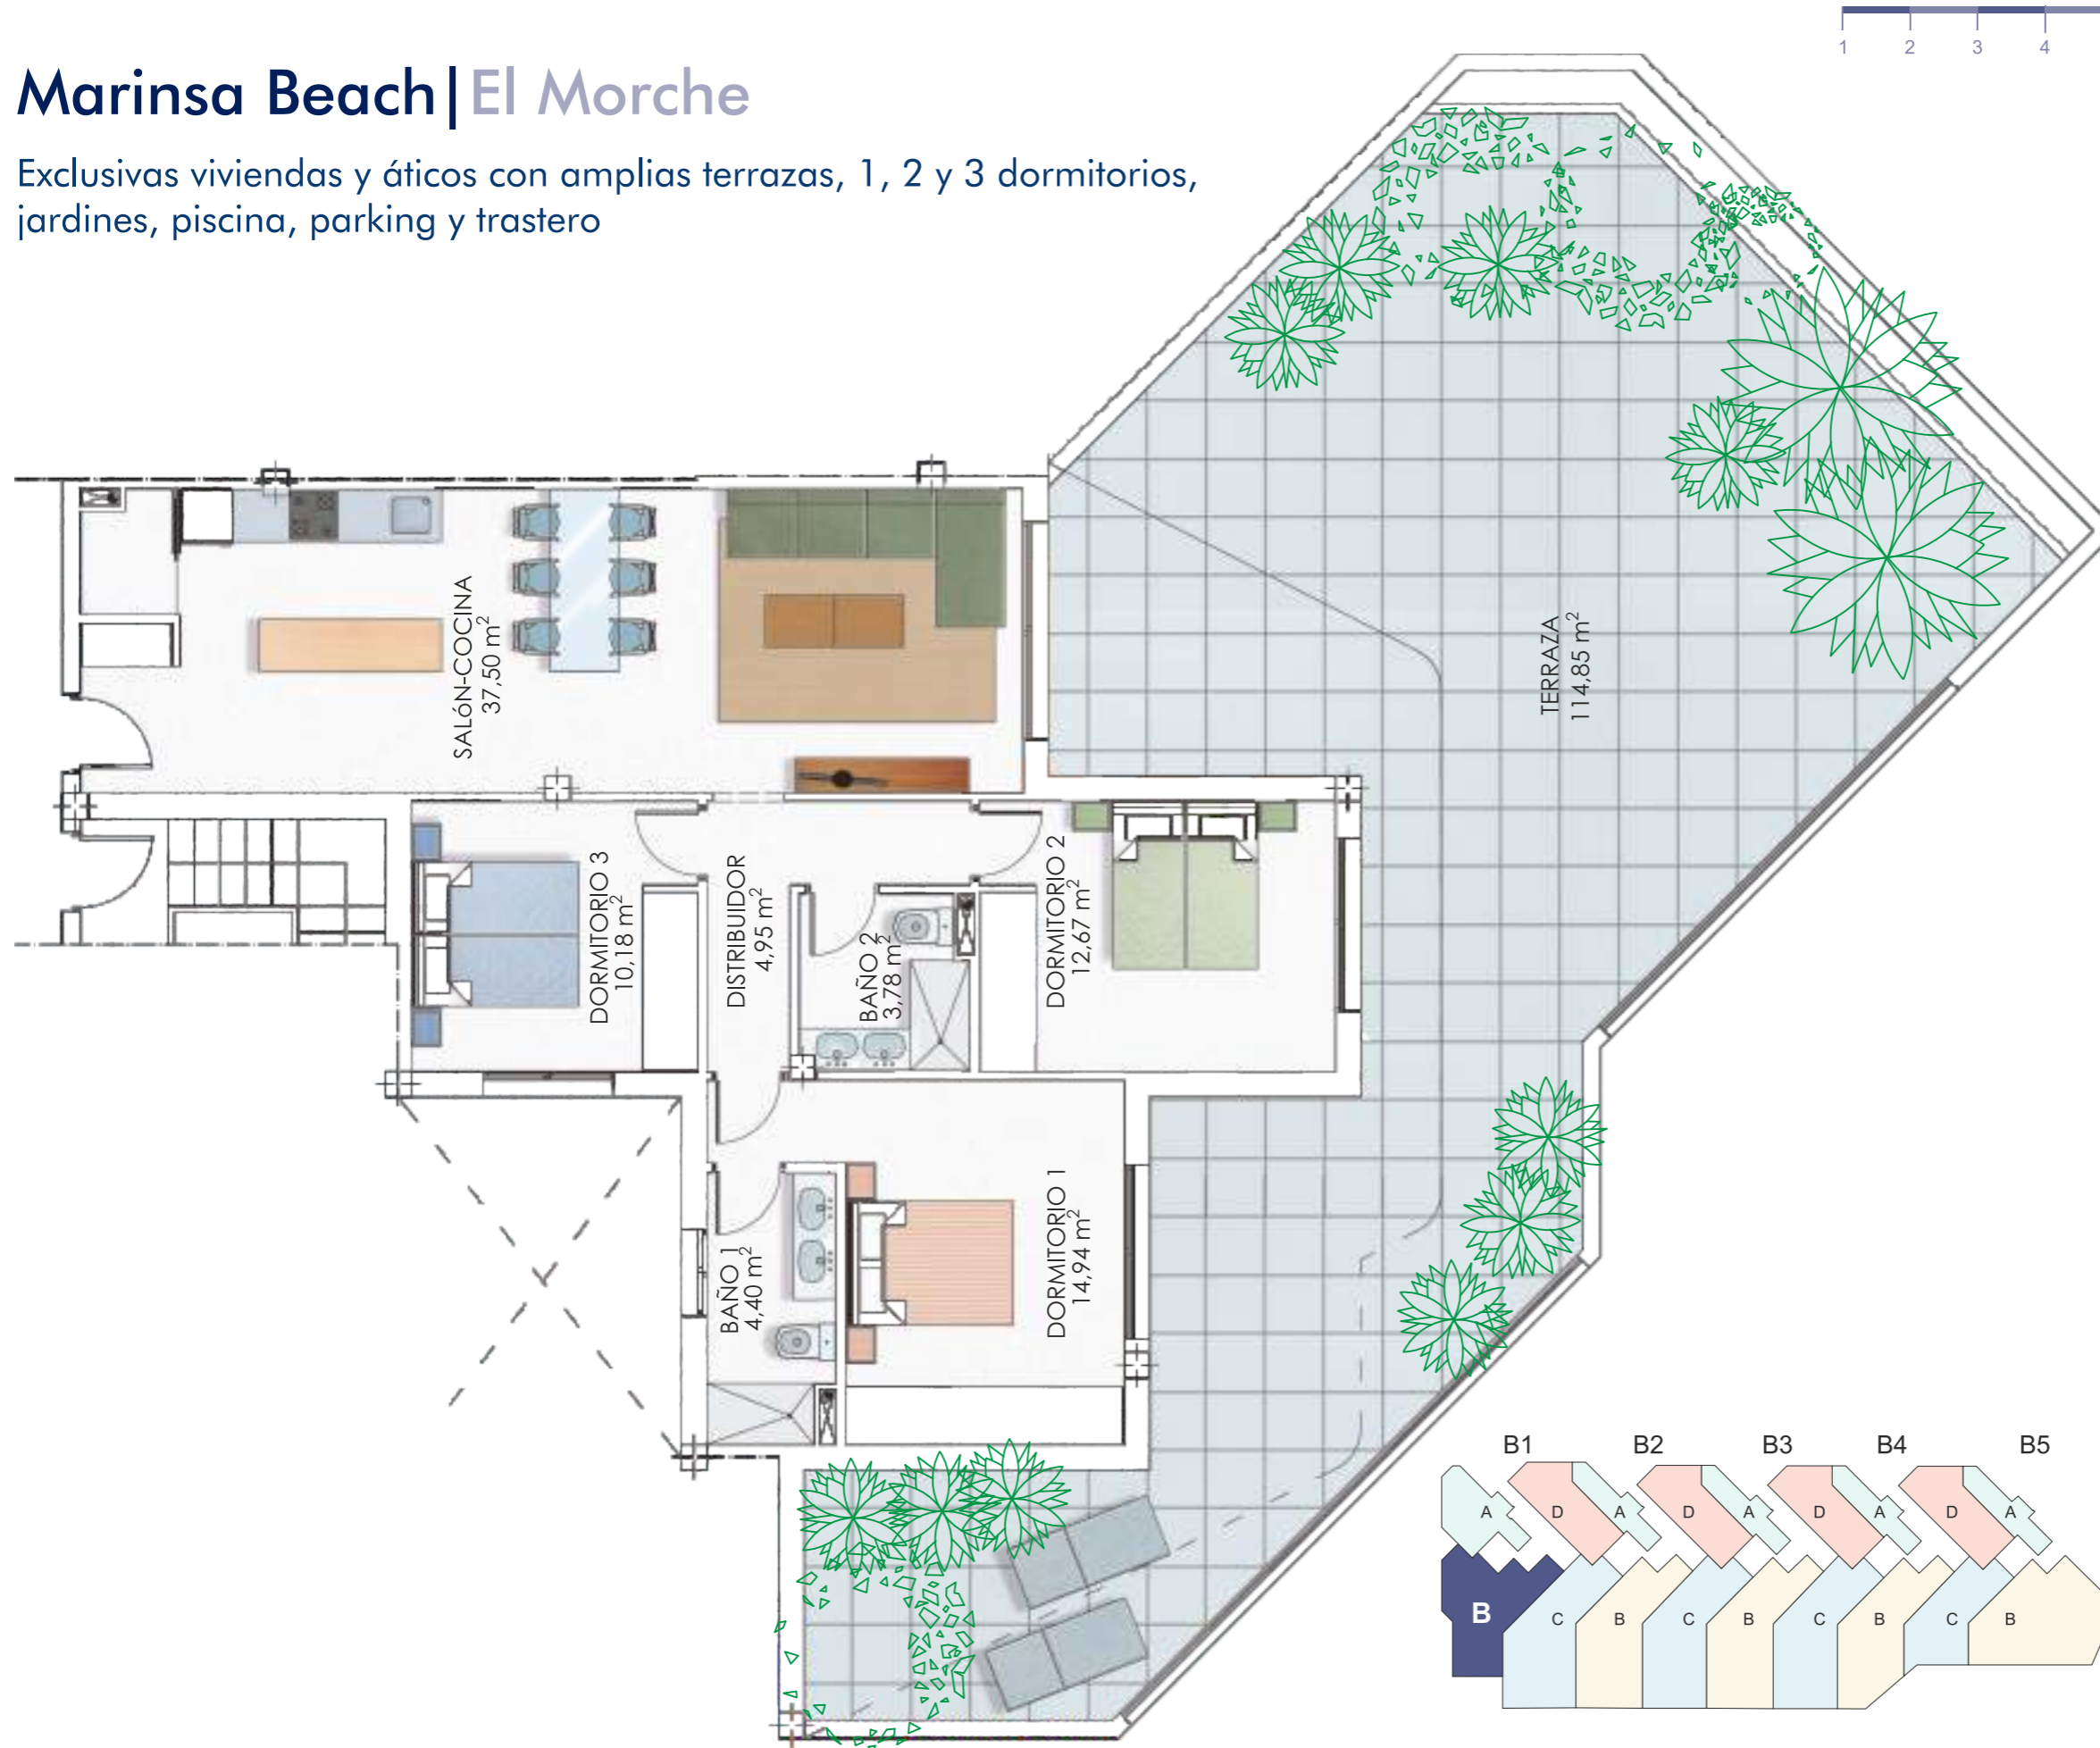 1 2 3 4
Marinsa Beach|El Morche
Exclusivas viviendas y áticos con amplias terrazas, 1, 2 y 3 dormitorios,
jardines, piscina, parking y trastero
SALÓN-COCINA
37,50 m²
TERRAZA
114,85 m²
DORMITORIO 3
10,18 m²
DISTRIBUIDOR
4,95 m²
BAÑO 2
3,78 m²
DORMITORIO 2
12,67 m²
BAÑO 1
4,40 m²
DORMITORIO 1
14,94 m²
B1 B2 B3 B4 B5
A D A D A D A D A
B C B C B C B C B